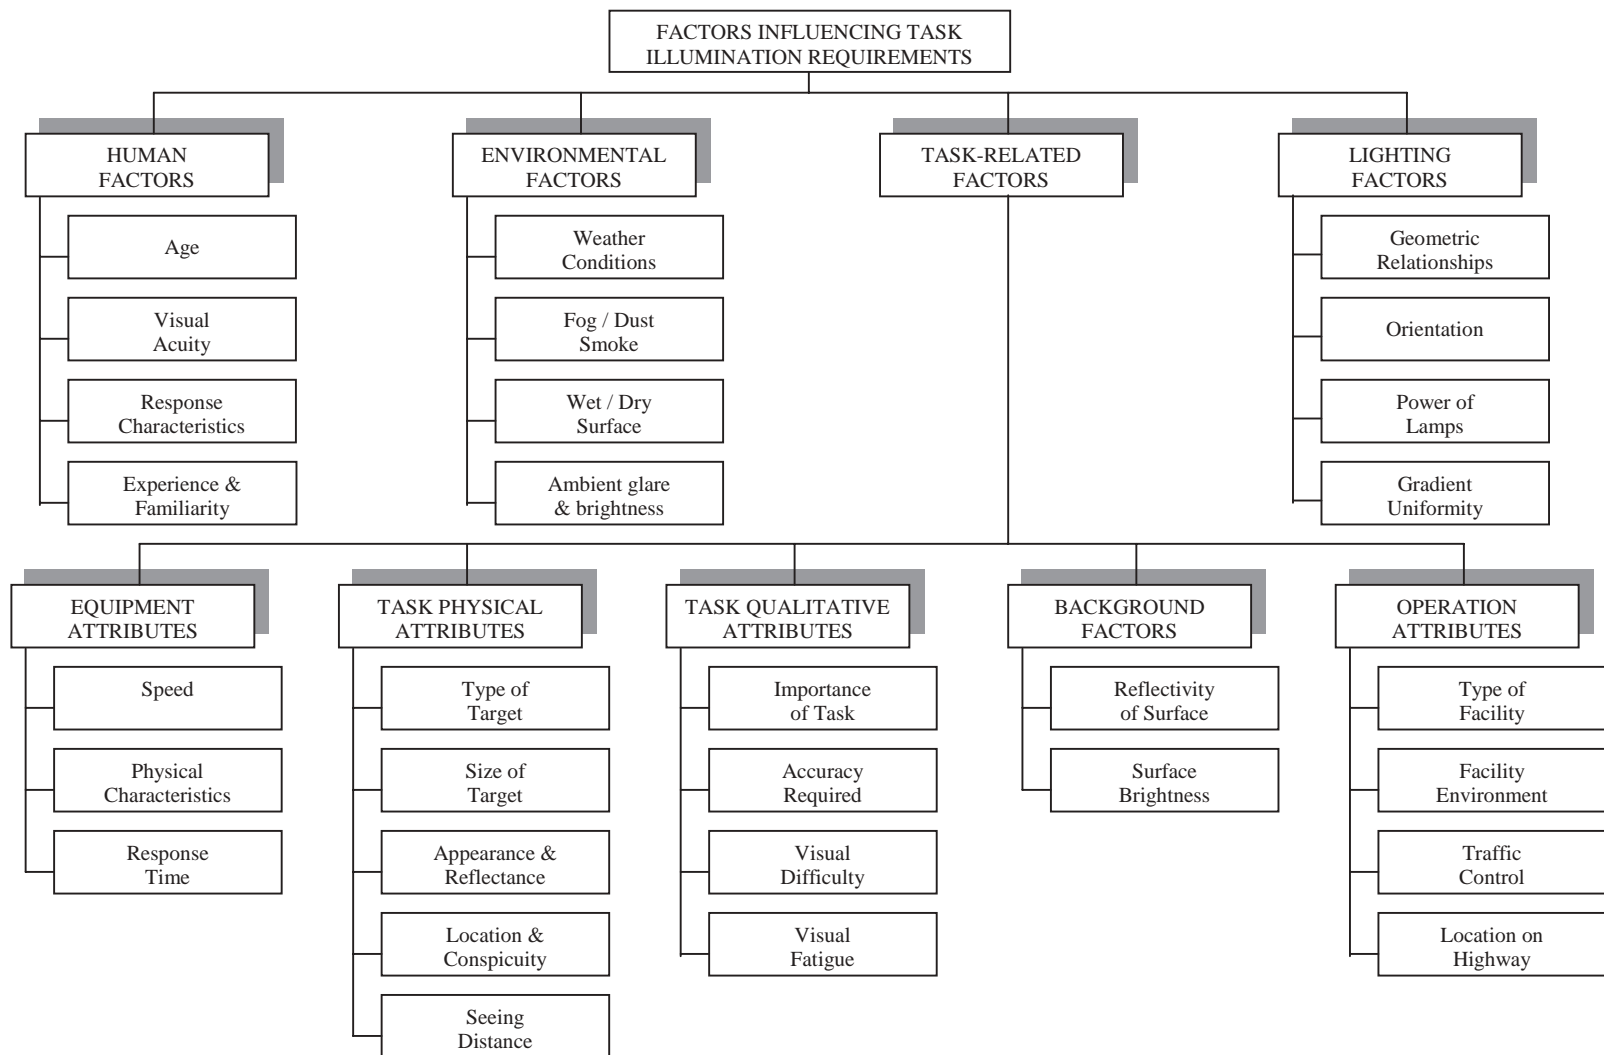 FACTORS INFLUENCING TASK
ILLUMINATION REQUIREMENTS
HUMAN
FACTORS
Age
Visual
Acuity
Response
Characteristics
Experience &
Familiarity
ENVIRONMENTAL
FACTORS
Weather
Conditions
Fog / Dust
Smoke
Wet / Dry
Surface
Ambient glare
& brightness
TASK-RELATED
FACTORS
LIGHTING
FACTORS
Geometric
Relationships
Orientation
Power of
Lamps
Gradient
Uniformity
EQUIPMENT
ATTRIBUTES
Speed
Physical
Characteristics
Response
Time
TASK PHYSICAL
ATTRIBUTES
Type of
Target
Size of
Target
Appearance &
Reflectance
Location &
Conspicuity
Seeing
Distance
TASK QUALITATIVE
ATTRIBUTES
Importance
of Task
Accuracy
Required
Visual
Difficulty
Visual
Fatigue
BACKGROUND
FACTORS
Reflectivity
of Surface
Surface
Brightness
OPERATION
ATTRIBUTES
Type of
Facility
Facility
Environment
Traffic
Control
Location on
Highway